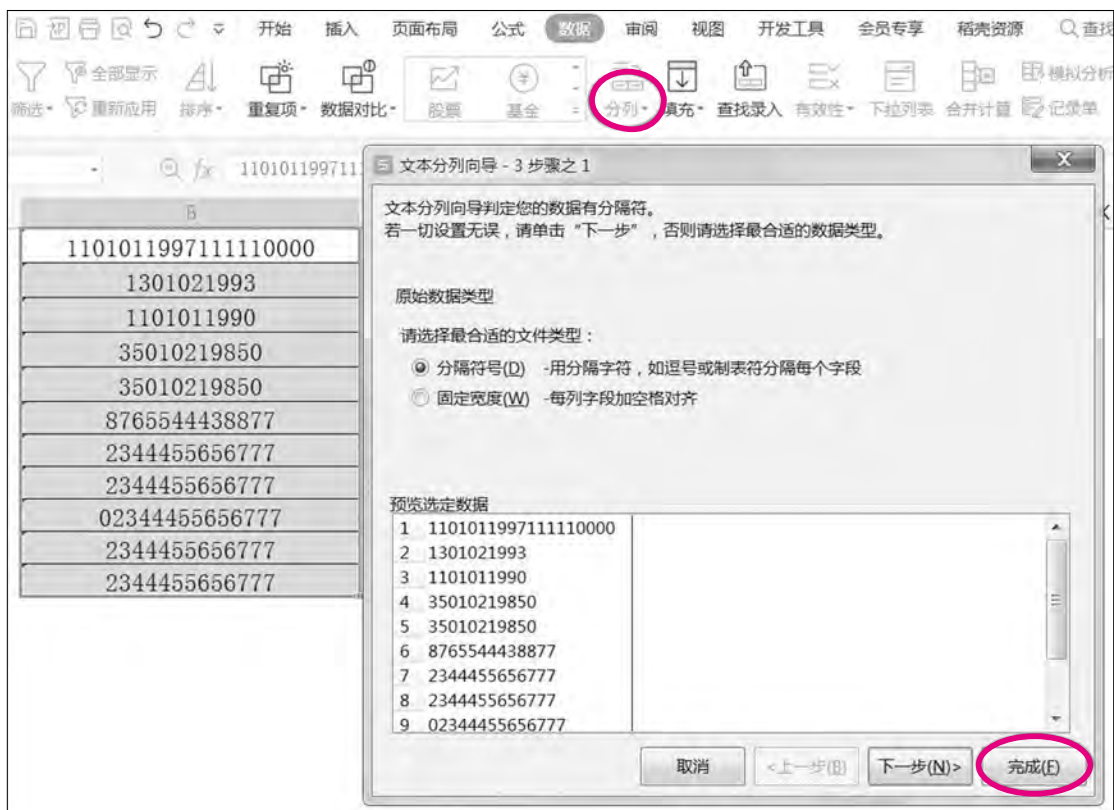 开始 插入 页面布局 公式 数据 审阅 视图 开发工具 会员专享 稻壳资源 查找
全部显示
筛选 重新应用 排序 重复项 数据对比 股票 基金 分列 填充 查找录入 有效性 下拉列表 合并计算 记录单
模拟分析
fx 110101199711
文本分列向导 - 3 步骤之 1
B
文本分列向导判定您的数据有分隔符。
若一切设置无误，请单击“下一步”，否则请选择最合适的数据类型。
1101011997111110000
1301021993
1101011990
35010219850
35010219850
8765544438877
2344455656777
2344455656777
02344455656777
2344455656777
2344455656777
原始数据类型
请选择最合适的文件类型：
分隔符号(D) -用分隔字符，如逗号或制表符分隔每个字段
固定宽度(W) -每列字段加空格对齐
预览选定数据
1 1101011997111110000
2 1301021993
3 1101011990
4 35010219850
5 35010219850
6 8765544438877
7 2344455656777
8 2344455656777
9 02344455656777
取消 <上一步(B) 下一步(N)> 完成(F)